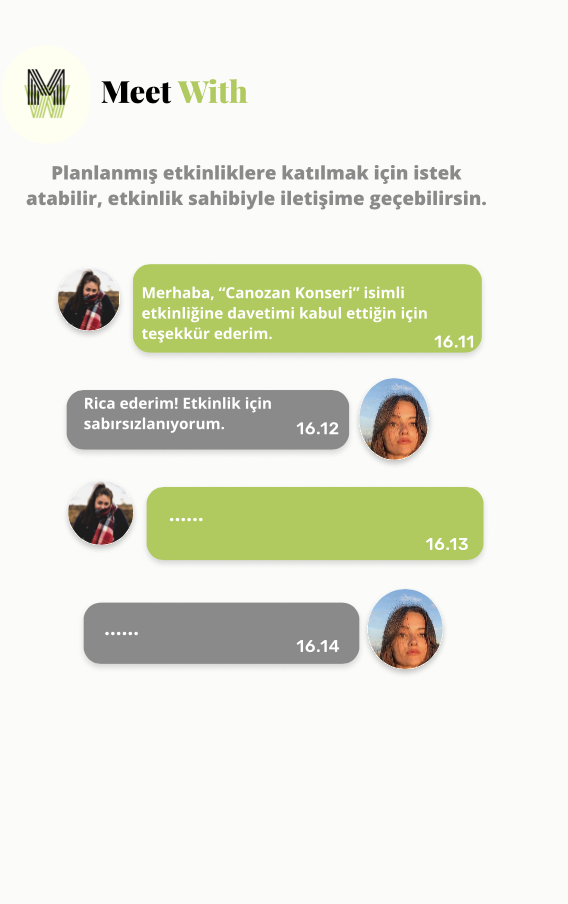 MW
Meet With
Planlanmış etkinliklere katılmak için istek
atabilir, etkinlik sahibiyle iletişime geçebilirsin.
Merhaba, “Canozan Konseri” isimli
etkinliğine davetimi kabul ettiğin için
teşekkür ederim.
16.11
Rica ederim! Etkinlik için
sabırsızlanıyorum.
16.12
......
16.13
......
16.14